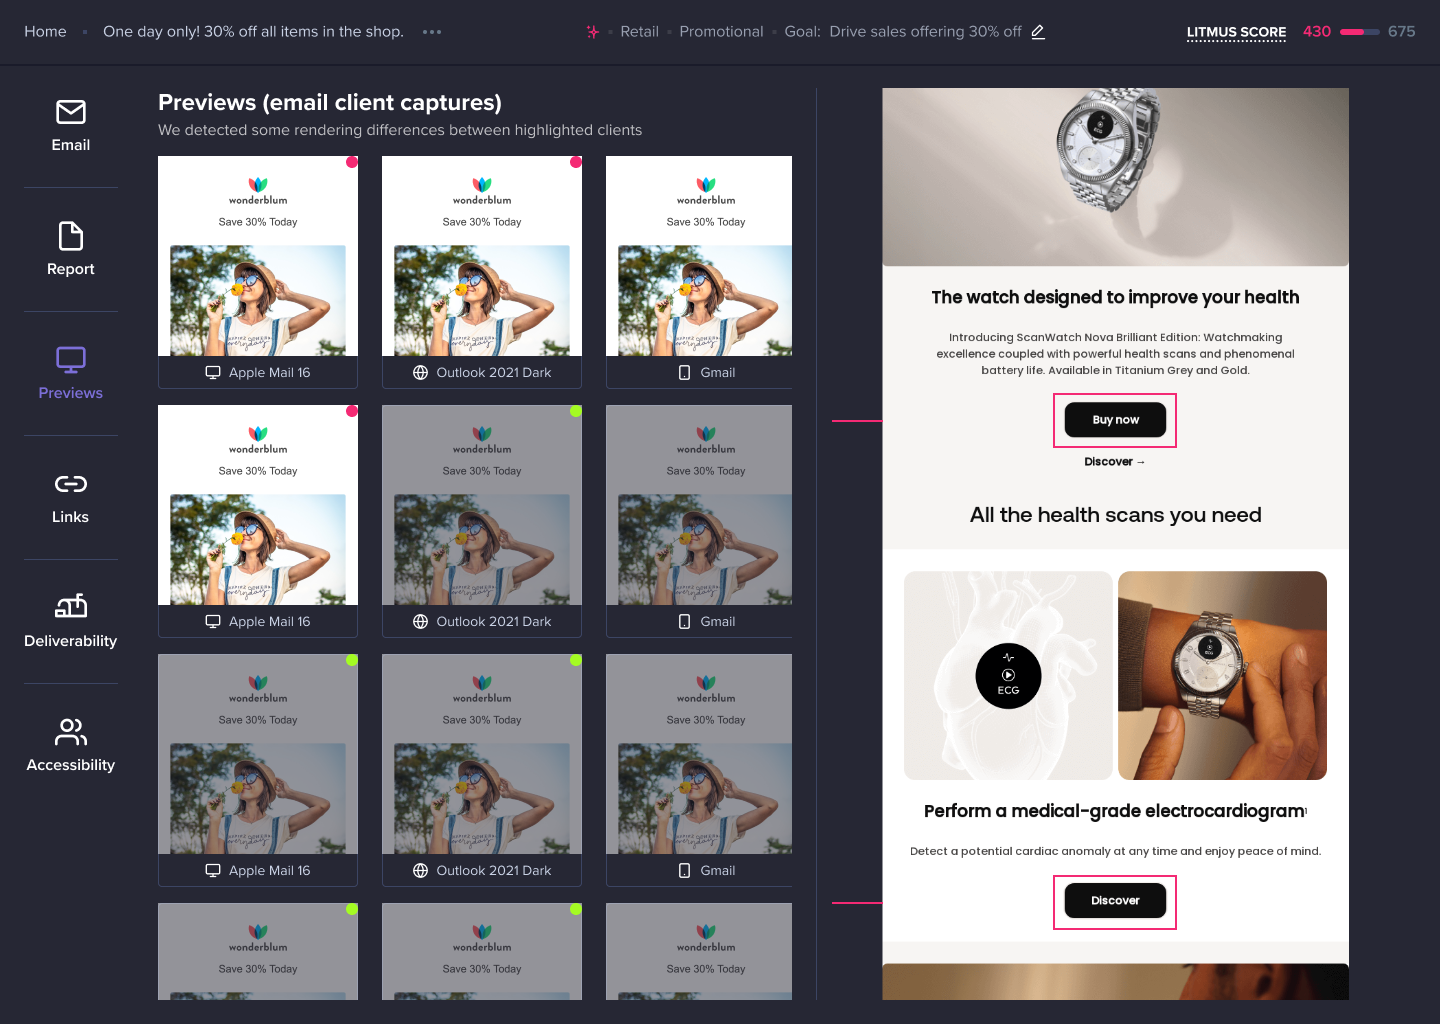 Home
One day only! 30% off all items in the shop.
Retail
Promotional
Goal: Drive sales offering 30% off
LITMUS SCORE
430
675
Email
Report
Previews
Links
Deliverability
Accessibility
Previews (email client captures)
We detected some rendering differences between highlighted clients
wonderblum
Save 30% Today
Apple Mail 16
wonderblum
Save 30% Today
Outlook 2021 Dark
wonderblum
Save 30% Today
Gmail
wonderblum
Save 30% Today
Apple Mail 16
wonderblum
Save 30% Today
Outlook 2021 Dark
wonderblum
Save 30% Today
Gmail
wonderblum
Save 30% Today
Apple Mail 16
wonderblum
Save 30% Today
Outlook 2021 Dark
wonderblum
Save 30% Today
Gmail
wonderblum
Save 30% Today
wonderblum
Save 30% Today
wonderblum
Save 30% Today
ECG
The watch designed to improve your health
Introducing ScanWatch Nova Brilliant Edition: Watchmaking
excellence coupled with powerful health scans and phenomenal
battery life. Available in Titanium Grey and Gold.
Buy now
Discover →
All the health scans you need
ECG
ECG
Perform a medical-grade electrocardiogram¹
Detect a potential cardiac anomaly at any time and enjoy peace of mind.
Discover